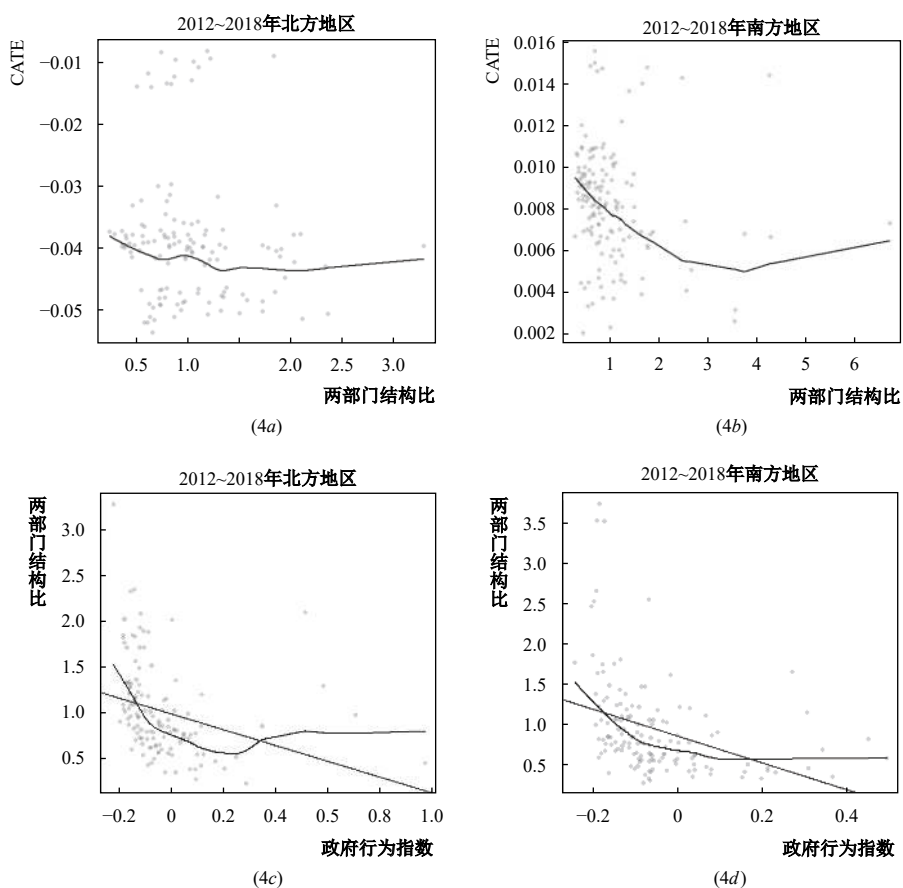 2012~2018年北方地区
CATE
−0.01
−0.02
−0.03
−0.04
−0.05
0.5 1.0 2.0 2.5 3.0
两部门结构比
(4a)
2012~2018年南方地区
CATE
0.016
0.014
0.012
0.010
0.008
0.006
0.004
0.002
1 2 3 4 5 6
两部门结构比
(4b)
2012~2018年北方地区
两部门结构比
3.0
2.5
2.0
1.5
1.0
0.5
−0.2 0 0.2 0.4 0.6 0.8 1.0
政府行为指数
(4c)
2012~2018年南方地区
两部门结构比
3.5
3.0
2.5
2.0
1.5
1.0
0.5
−0.2 0 0.2 0.4
政府行为指数
(4d)